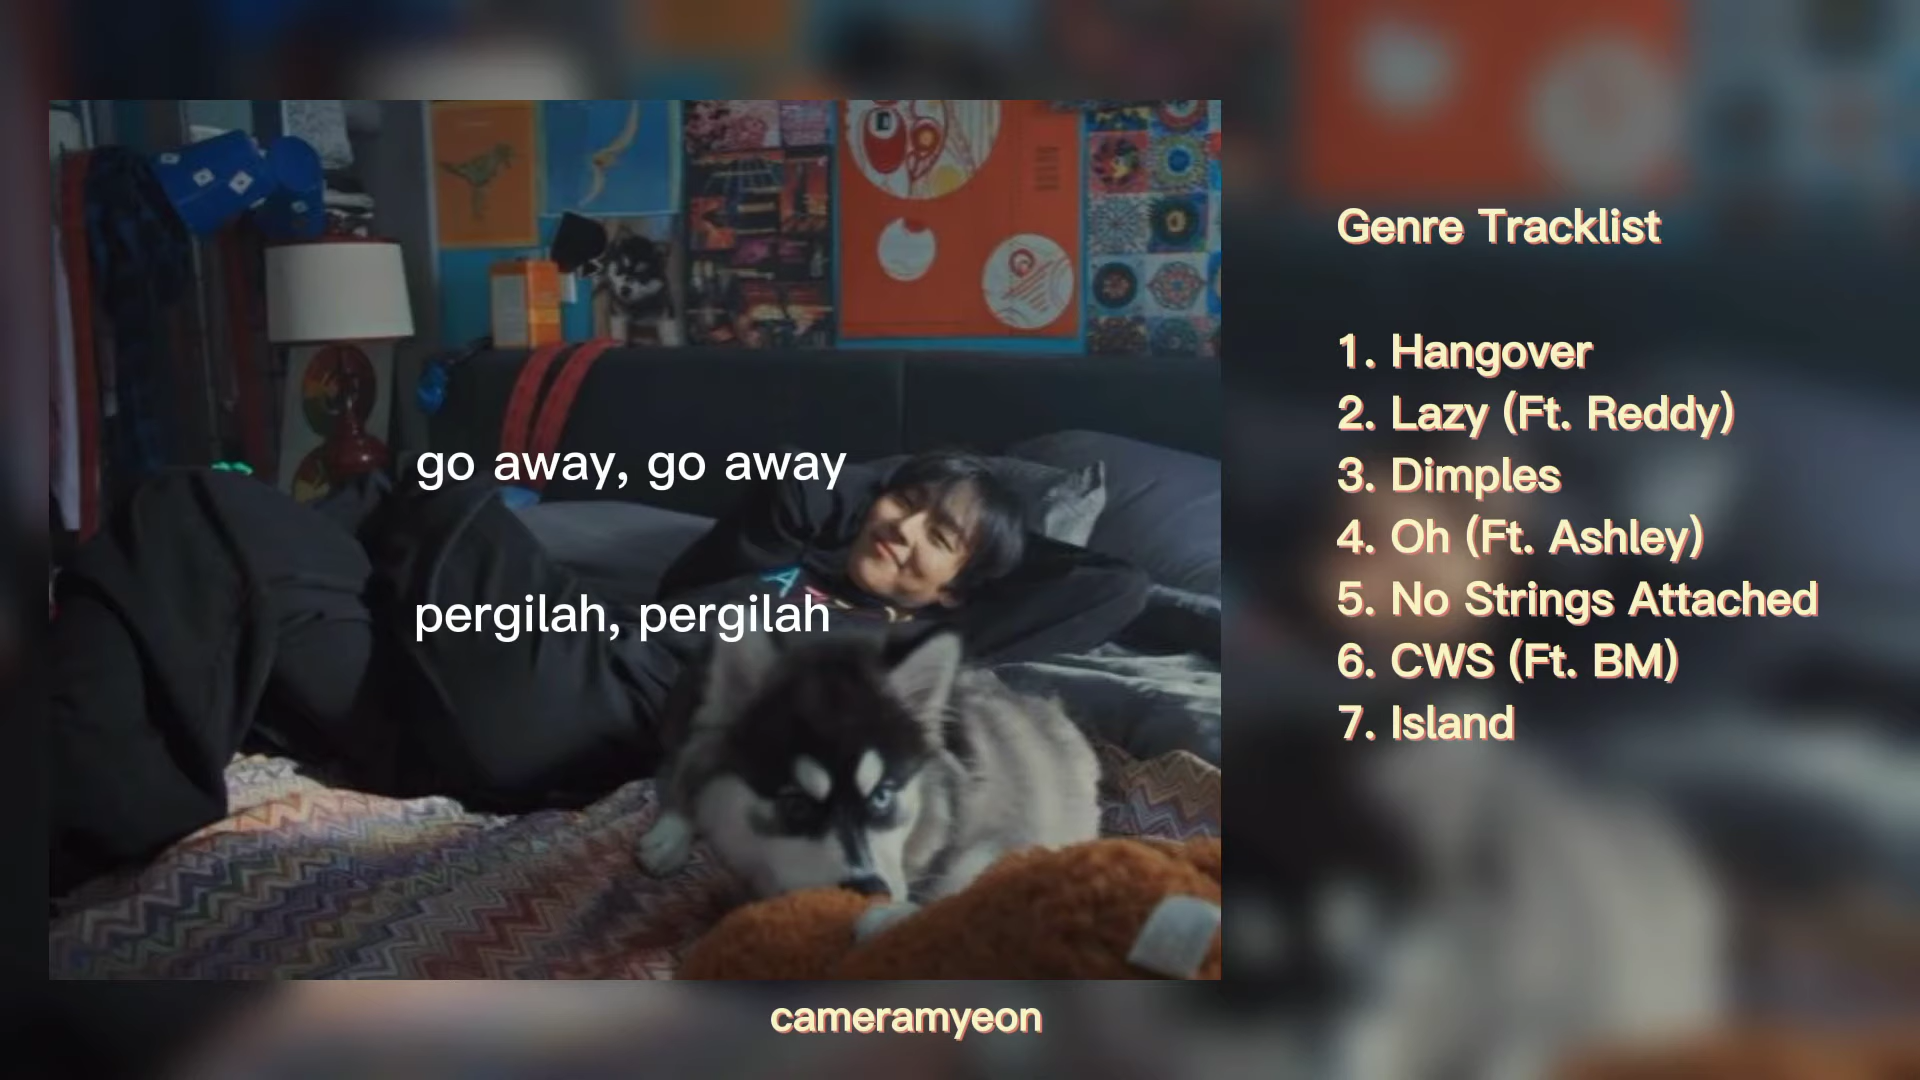 go away, go away
pergilah, pergilah
Genre Tracklist
1. Hangover
2. Lazy (Ft. Reddy)
3. Dimples
4. Oh (Ft. Ashley)
5. No Strings Attached
6. CWS (Ft. BM)
7. Island
cameramyeon